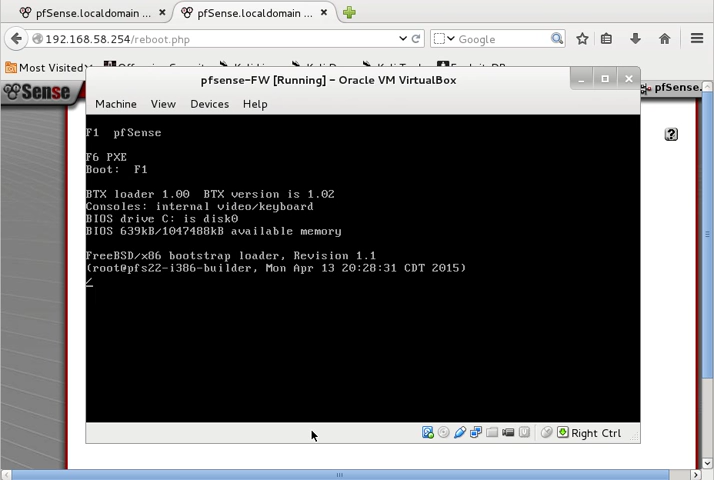 pfSense.localdomain ...
pfSense.localdomain ...
192.168.58.254/reboot.php
Google
Most Visited
Sense
pfSense.
pfsense-FW [Running] - Oracle VM VirtualBox
Machine View Devices Help
F1 pfSense
F6 PXE
Boot: F1
BTX loader 1.00 BTX version is 1.02
Consoles: internal video/keyboard
BIOS drive C: is disk0
BIOS 639kB/1047488kB available memory
FreeBSD/x86 bootstrap loader, Revision 1.1
(root@pfs22-i386-builder, Mon Apr 13 20:28:31 CDT 2015)
/
Right Ctrl